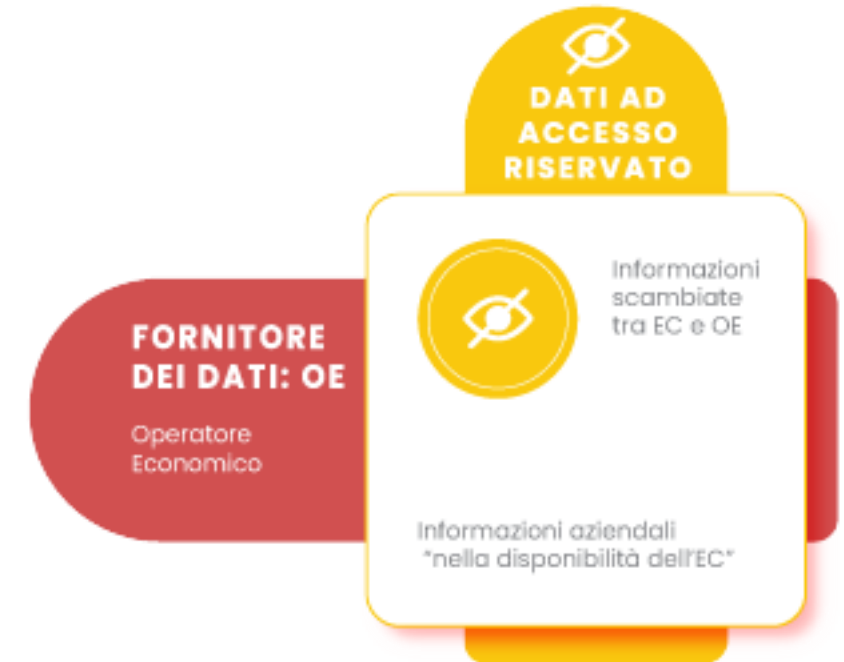 DATI AD
ACCESSO
RISERVATO
Informazioni
scambiate
tra EC e OE
FORNITORE
DEI DATI: OE
Operatore
Economico
Informazioni aziendali
“nella disponibilità dell’EC”